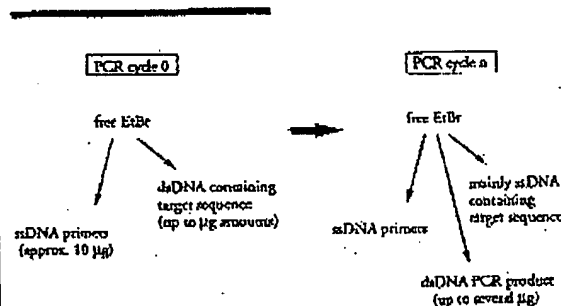 PCR cycle 0
free EtBr
ssDNA primers
(approx. 10 µg)
dsDNA containing
target sequence
(up to µg amounts)
PCR cycle n
free EtBr
ssDNA primers
mainly ssDNA
containing
target sequence
dsDNA PCR product
(up to several µg)